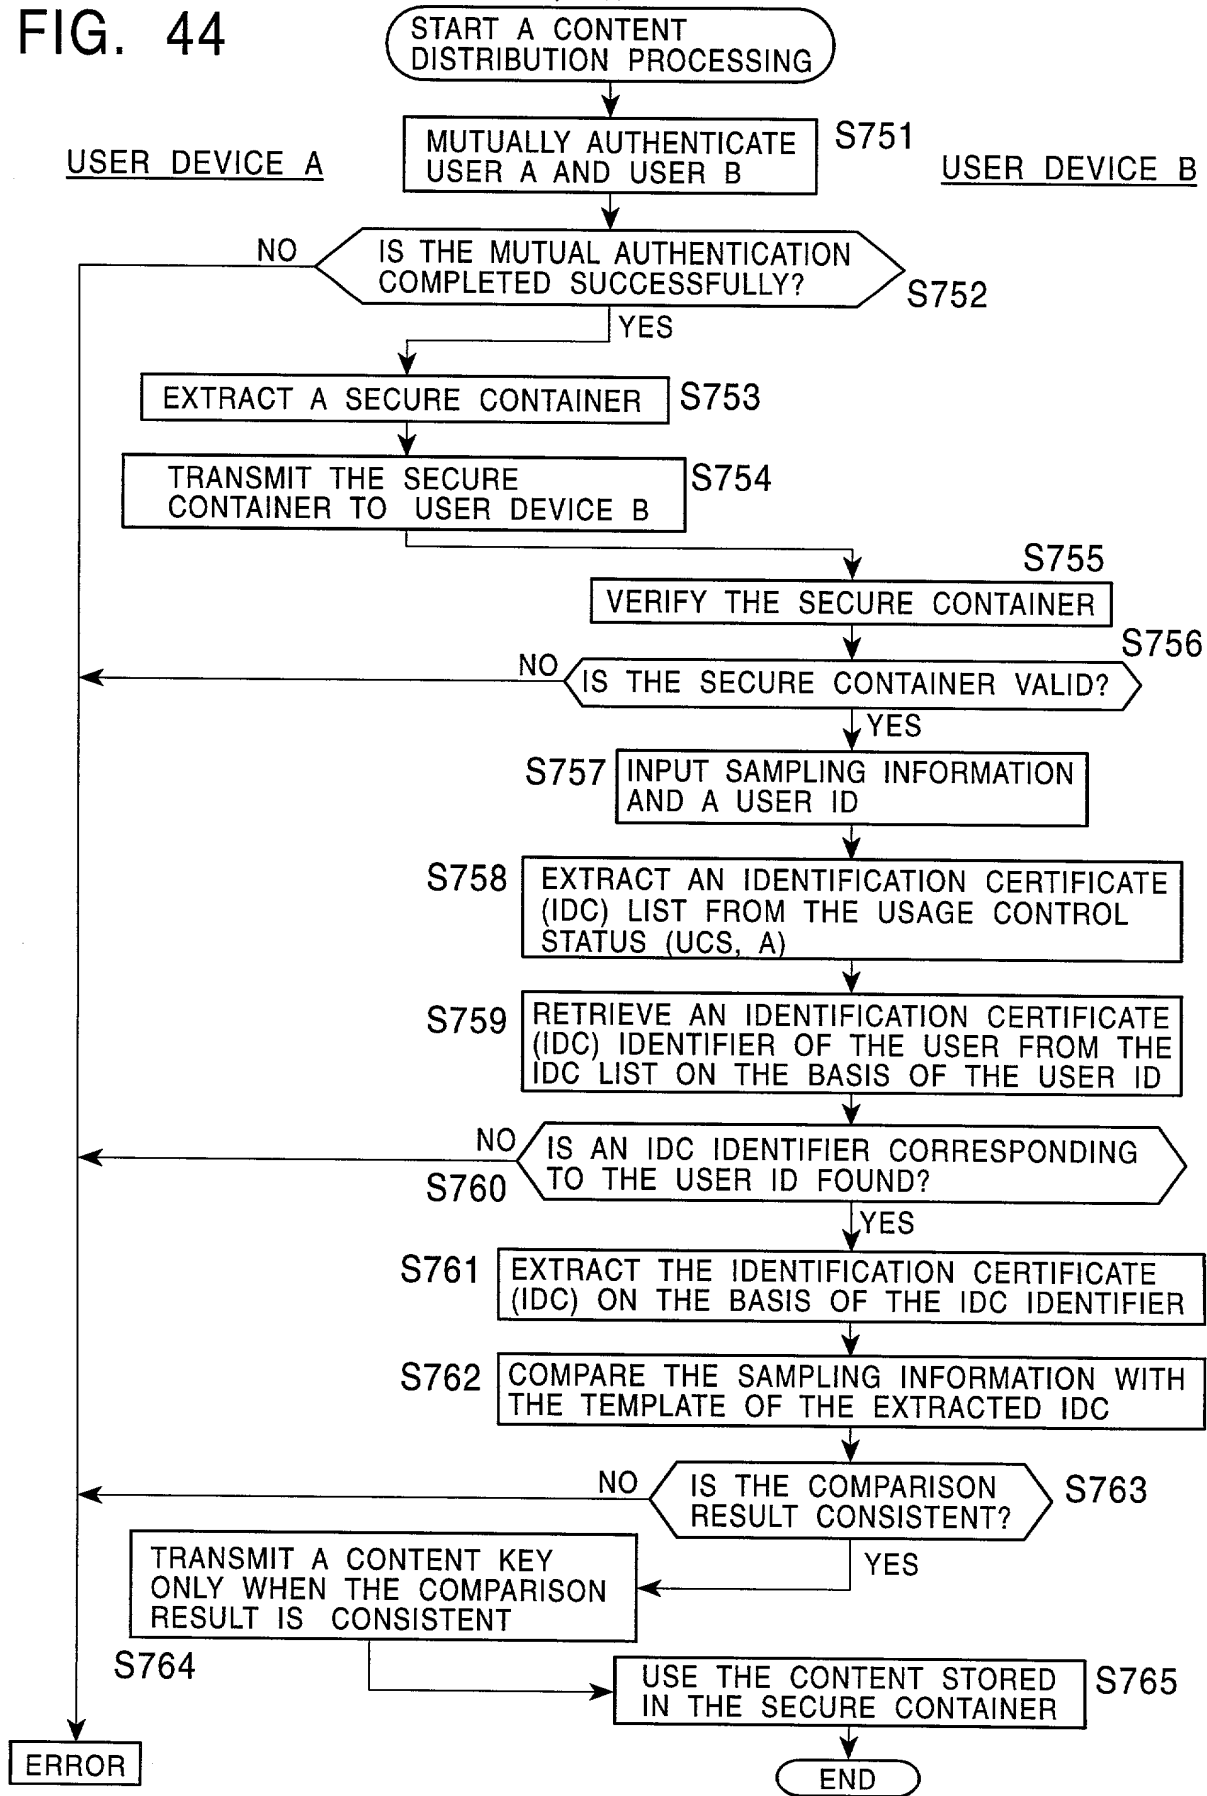 FIG. 44
START A CONTENT
DISTRIBUTION PROCESSING
USER DEVICE A
MUTUALLY AUTHENTICATE
USER A AND USER B
S751
USER DEVICE B
NO
IS THE MUTUAL AUTHENTICATION
COMPLETED SUCCESSFULLY?
S752
YES
EXTRACT A SECURE CONTAINER
S753
TRANSMIT THE SECURE
CONTAINER TO USER DEVICE B
S754
S755
VERIFY THE SECURE CONTAINER
S756
NO
IS THE SECURE CONTAINER VALID?
YES
S757
INPUT SAMPLING INFORMATION
AND A USER ID
S758
EXTRACT AN IDENTIFICATION CERTIFICATE
(IDC) LIST FROM THE USAGE CONTROL
STATUS (UCS, A)
S759
RETRIEVE AN IDENTIFICATION CERTIFICATE
(IDC) IDENTIFIER OF THE USER FROM THE
IDC LIST ON THE BASIS OF THE USER ID
NO
IS AN IDC IDENTIFIER CORRESPONDING
TO THE USER ID FOUND?
S760
YES
S761
EXTRACT THE IDENTIFICATION CERTIFICATE
(IDC) ON THE BASIS OF THE IDC IDENTIFIER
S762
COMPARE THE SAMPLING INFORMATION WITH
THE TEMPLATE OF THE EXTRACTED IDC
NO
IS THE COMPARISON
RESULT CONSISTENT?
S763
YES
TRANSMIT A CONTENT KEY
ONLY WHEN THE COMPARISON
RESULT IS CONSISTENT
S764
USE THE CONTENT STORED
IN THE SECURE CONTAINER
S765
ERROR
END